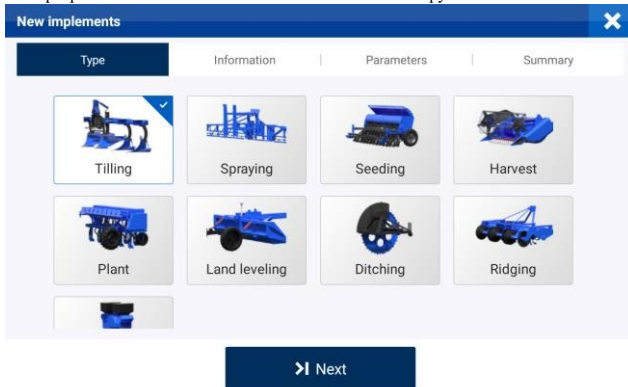 New implements
Type
Information
Parameters
Summary
Tilling
Spraying
Seeding
Harvest
Plant
Land leveling
Ditching
Ridging
Next